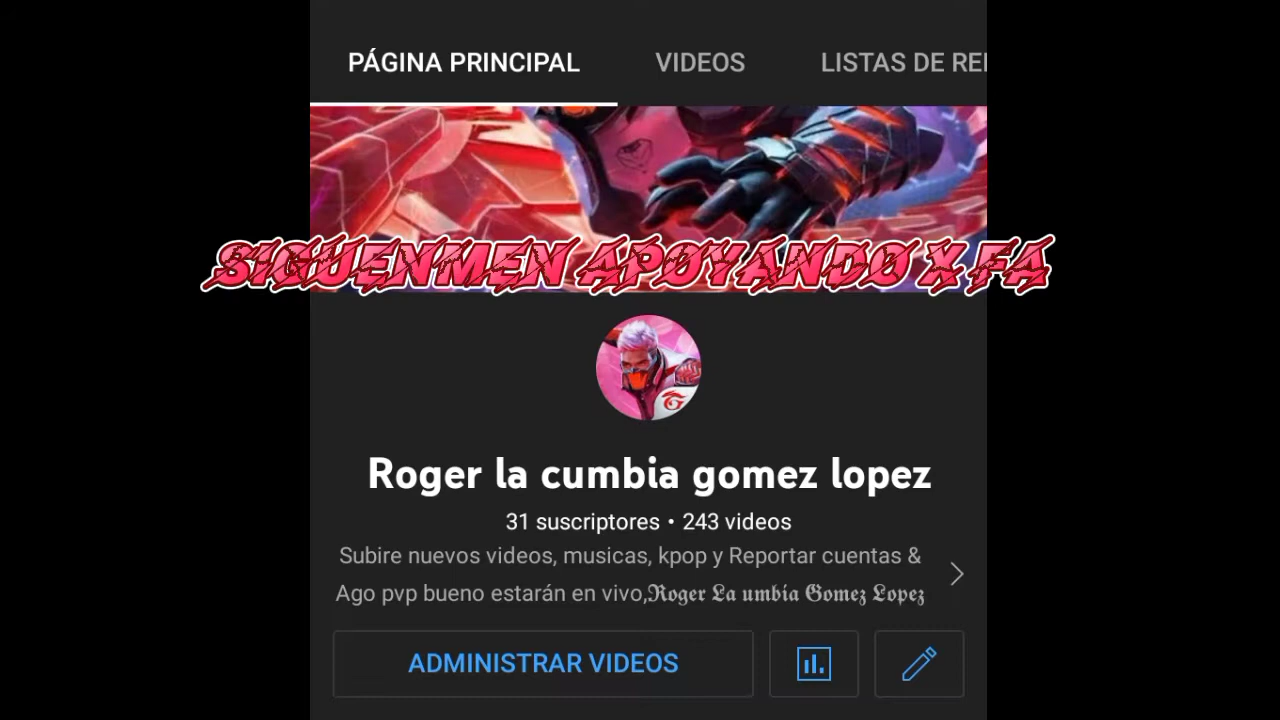 PÁGINA PRINCIPAL VIDEOS LISTAS DE RE
SIGUENMEN APOYANDO X FA
Roger la cumbia gomez lopez
31 suscriptores • 243 videos
Subire nuevos videos, musicas, kpop y Reportar cuentas &
Ago pvp bueno estarán en vivo,𝕽𝖔𝖌𝖊𝖗 𝕷𝖆 𝖚𝖒𝖇𝖎́𝖆 𝕲𝖔𝖒𝖊𝖟 𝕷𝖔𝖕𝖊𝖟
ADMINISTRAR VIDEOS